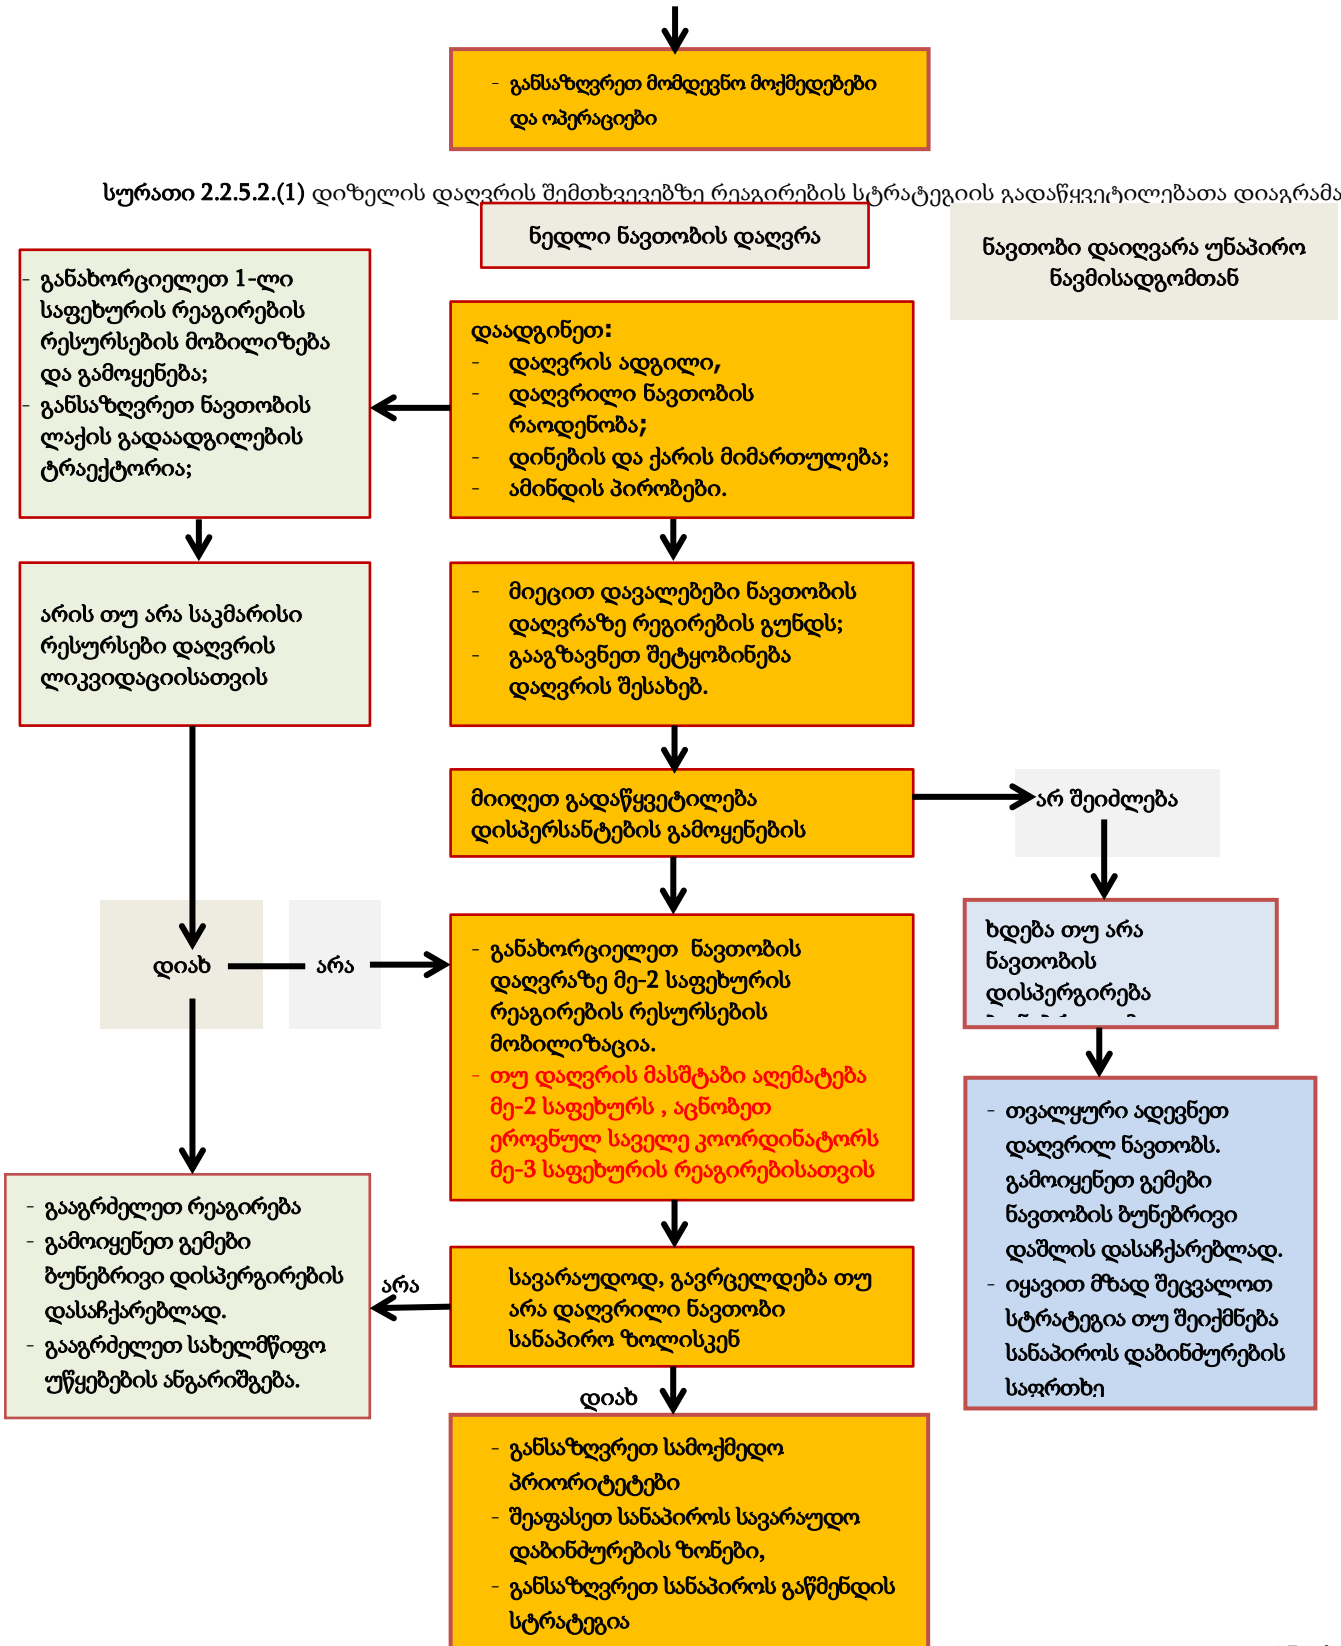 - განსაზღვრეთ მომდევნო მოქმედებები
და ოპერაციები
სურათი 2.2.5.2.(1) დიზელის დაღვრის შემთხვევებზე რეაგირების სტრატეგიის გადაწყვეტილებათა დიაგრამა
ნედლი ნავთობის დაღვრა
ნავთობი დაიღვარა უნაპირო
ნავმისადგომთან
- განახორციელეთ 1-ლი
საფეხურის რეაგირების
რესურსების მობილიზება
და გამოყენება;
- განსაზღვრეთ ნავთობის
ლაქის გადაადგილების
ტრაექტორია;
დაადგინეთ:
- დაღვრის ადგილი,
- დაღვრილი ნავთობის
რაოდენობა;
- დინების და ქარის მიმართულება;
- ამინდის პირობები.
არის თუ არა საკმარისი
რესურსები დაღვრის
ლიკვიდაციისათვის
- მიეცით დავალებები ნავთობის
დაღვრაზე რეგირების გუნდს;
- გააგზავნეთ შეტყობინება
დაღვრის შესახებ.
მიიღეთ გადაწყვეტილება
დისპერსანტების გამოყენების
არ შეიძლება
დიახ
არა
- განახორციელეთ ნავთობის
დაღვრაზე მე-2 საფეხურის
რეაგირების რესურსების
მობილიზაცია.
- თუ დაღვრის მასშტაბი აღემატება
მე-2 საფეხურს , აცნობეთ
ეროვნულ საველე კოორდინატორს
მე-3 საფეხურის რეაგირებისათვის
ხდება თუ არა
ნავთობის
დისპერგირება
- თვალყური ადევნეთ
დაღვრილ ნავთობს.
გამოიყენეთ გემები
ნავთობის ბუნებრივი
დაშლის დასაჩქარებლად.
- იყავით მზად შეცვალოთ
სტრატეგია თუ შეიქმნება
სანაპიროს დაბინძურების
საფრთხე
- გააგრძელეთ რეაგირება
- გამოიყენეთ გემები
ბუნებრივი დისპერგირების
დასაჩქარებლად.
- გააგრძელეთ სახელმწიფო
უწყებების ანგარიშგება.
არა
სავარაუდოდ, გავრცელდება თუ
არა დაღვრილი ნავთობი
სანაპირო ზოლისკენ
დიახ
- განსაზღვრეთ სამოქმედო
პრიორიტეტები
- შეაფასეთ სანაპიროს სავარაუდო
დაბინძურების ზონები,
- განსაზღვრეთ სანაპიროს გაწმენდის
სტრატეგია